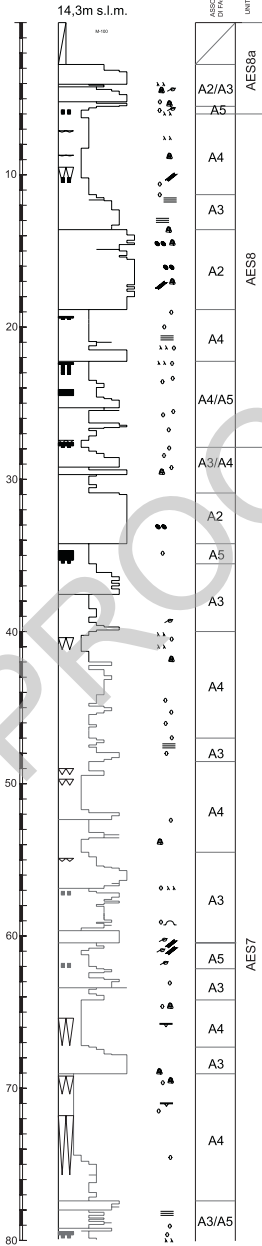 14,3m s.l.m.
ASSOC.
DI FA
UNIT
AES8a
A2/A3
A5
10
A4
A3
AES8
A2
20
A4
A4/A5
30
A3/A4
A2
A5
A3
40
A4
A3
50
A4
A3
60
A5
AES7
A3
A4
A3
70
A4
A3/A5
80
PROO